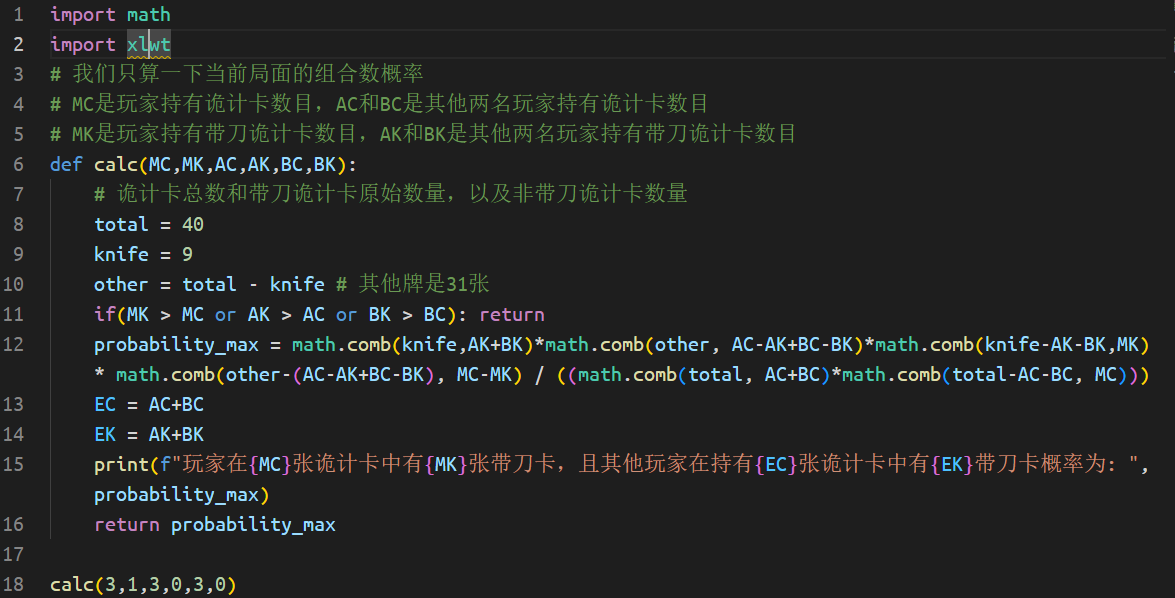 1 import math
2 import xlwt
3 # 我们只算一下当前局面的组合数概率
4 # MC是玩家持有诡计卡数目，AC和BC是其他两名玩家持有诡计卡数目
5 # MK是玩家持有带刀诡计卡数目，AK和BK是其他两名玩家持有带刀诡计卡数目
6 def calc(MC,MK,AC,AK,BC,BK):
7     # 诡计卡总数和带刀诡计卡原始数量，以及非带刀诡计卡数量
8     total = 40
9     knife = 9
10     other = total - knife # 其他牌是31张
11     if(MK > MC or AK > AC or BK > BC): return
12     probability_max = math.comb(knife,AK+BK)*math.comb(other, AC-AK+BC-BK)*math.comb(knife-AK-BK,MK)
    * math.comb(other-(AC-AK+BC-BK), MC-MK) / ((math.comb(total, AC+BC)*math.comb(total-AC-BC, MC)))
13     EC = AC+BC
14     EK = AK+BK
15     print(f"玩家在{MC}张诡计卡中有{MK}张带刀卡，且其他玩家在持有{EC}张诡计卡中有{EK}带刀卡概率为：",
    probability_max)
16     return probability_max
17
18 calc(3,1,3,0,3,0)